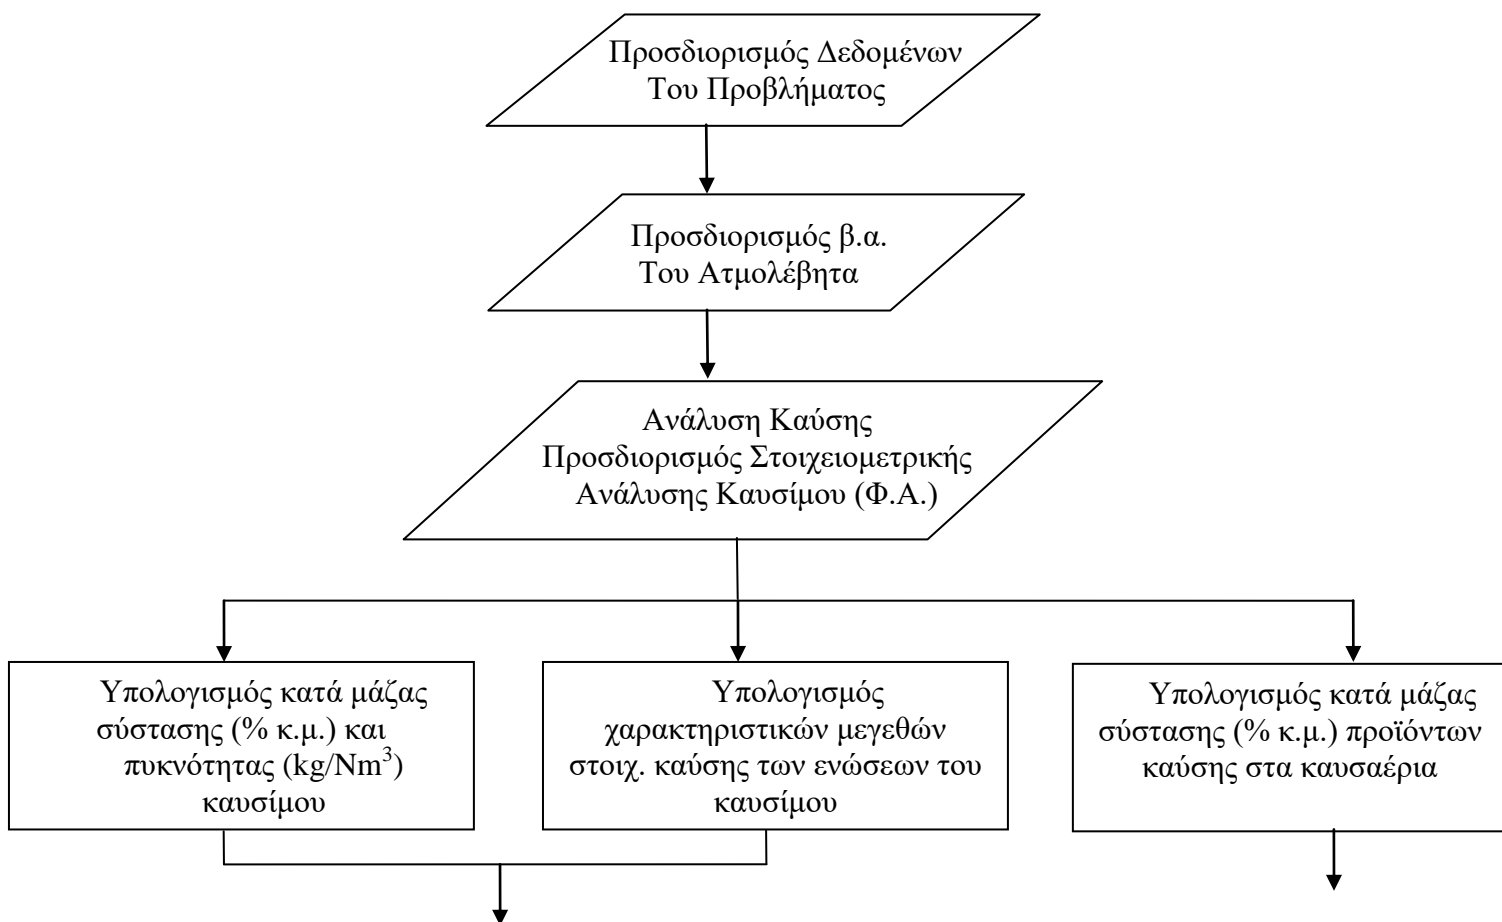 Προσδιορισμός Δεδομένων
Του Προβλήματος
Προσδιορισμός β.α.
Του Ατμολέβητα
Ανάλυση Καύσης
Προσδιορισμός Στοιχειομετρικής
Ανάλυσης Καυσίμου (Φ.Α.)
Υπολογισμός κατά μάζας
σύστασης (% κ.μ.) και
πυκνότητας (kg/Nm³)
καυσίμου
Υπολογισμός
χαρακτηριστικών μεγεθών
στοιχ. καύσης των ενώσεων του
καυσίμου
Υπολογισμός κατά μάζας
σύστασης (% κ.μ.) προϊόντων
καύσης στα καυσαέρια